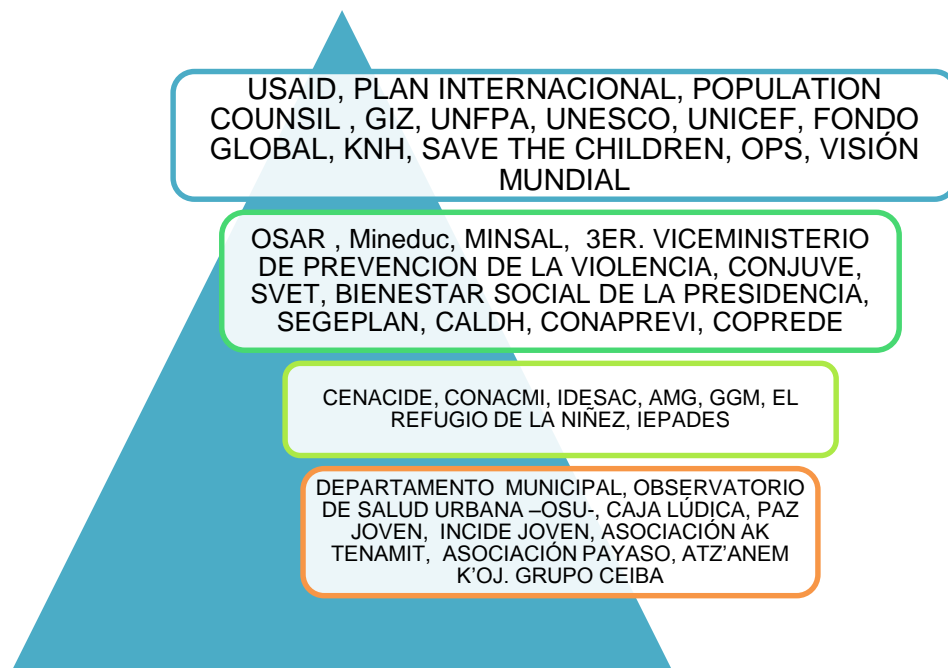 USAID, PLAN INTERNACIONAL, POPULATION
COUNSIL , GIZ, UNFPA, UNESCO, UNICEF, FONDO
GLOBAL, KNH, SAVE THE CHILDREN, OPS, VISIÓN
MUNDIAL
OSAR , Mineduc, MINSAL, 3ER. VICEMINISTERIO
DE PREVENCION DE LA VIOLENCIA, CONJUVE,
SVET, BIENESTAR SOCIAL DE LA PRESIDENCIA,
SEGEPLAN, CALDH, CONAPREVI, COPREDE
CENACIDE, CONACMI, IDESAC, AMG, GGM, EL
REFUGIO DE LA NIÑEZ, IEPADES
DEPARTAMENTO MUNICIPAL, OBSERVATORIO
DE SALUD URBANA –OSU-, CAJA LÚDICA, PAZ
JOVEN, INCIDE JOVEN, ASOCIACIÓN AK
TENAMIT, ASOCIACIÓN PAYASO, ATZ’ANEM
K’OJ. GRUPO CEIBA